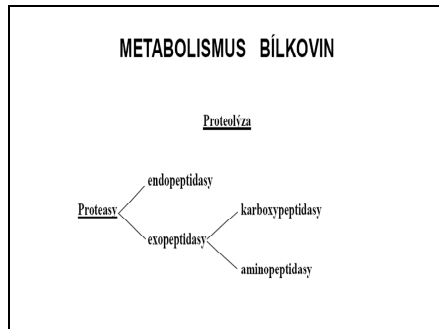 METABOLISMUS BÍLKOVIN
Proteolýza
endopeptidasy
Proteasy
karboxypeptidasy
exopeptidasy
aminopeptidasy